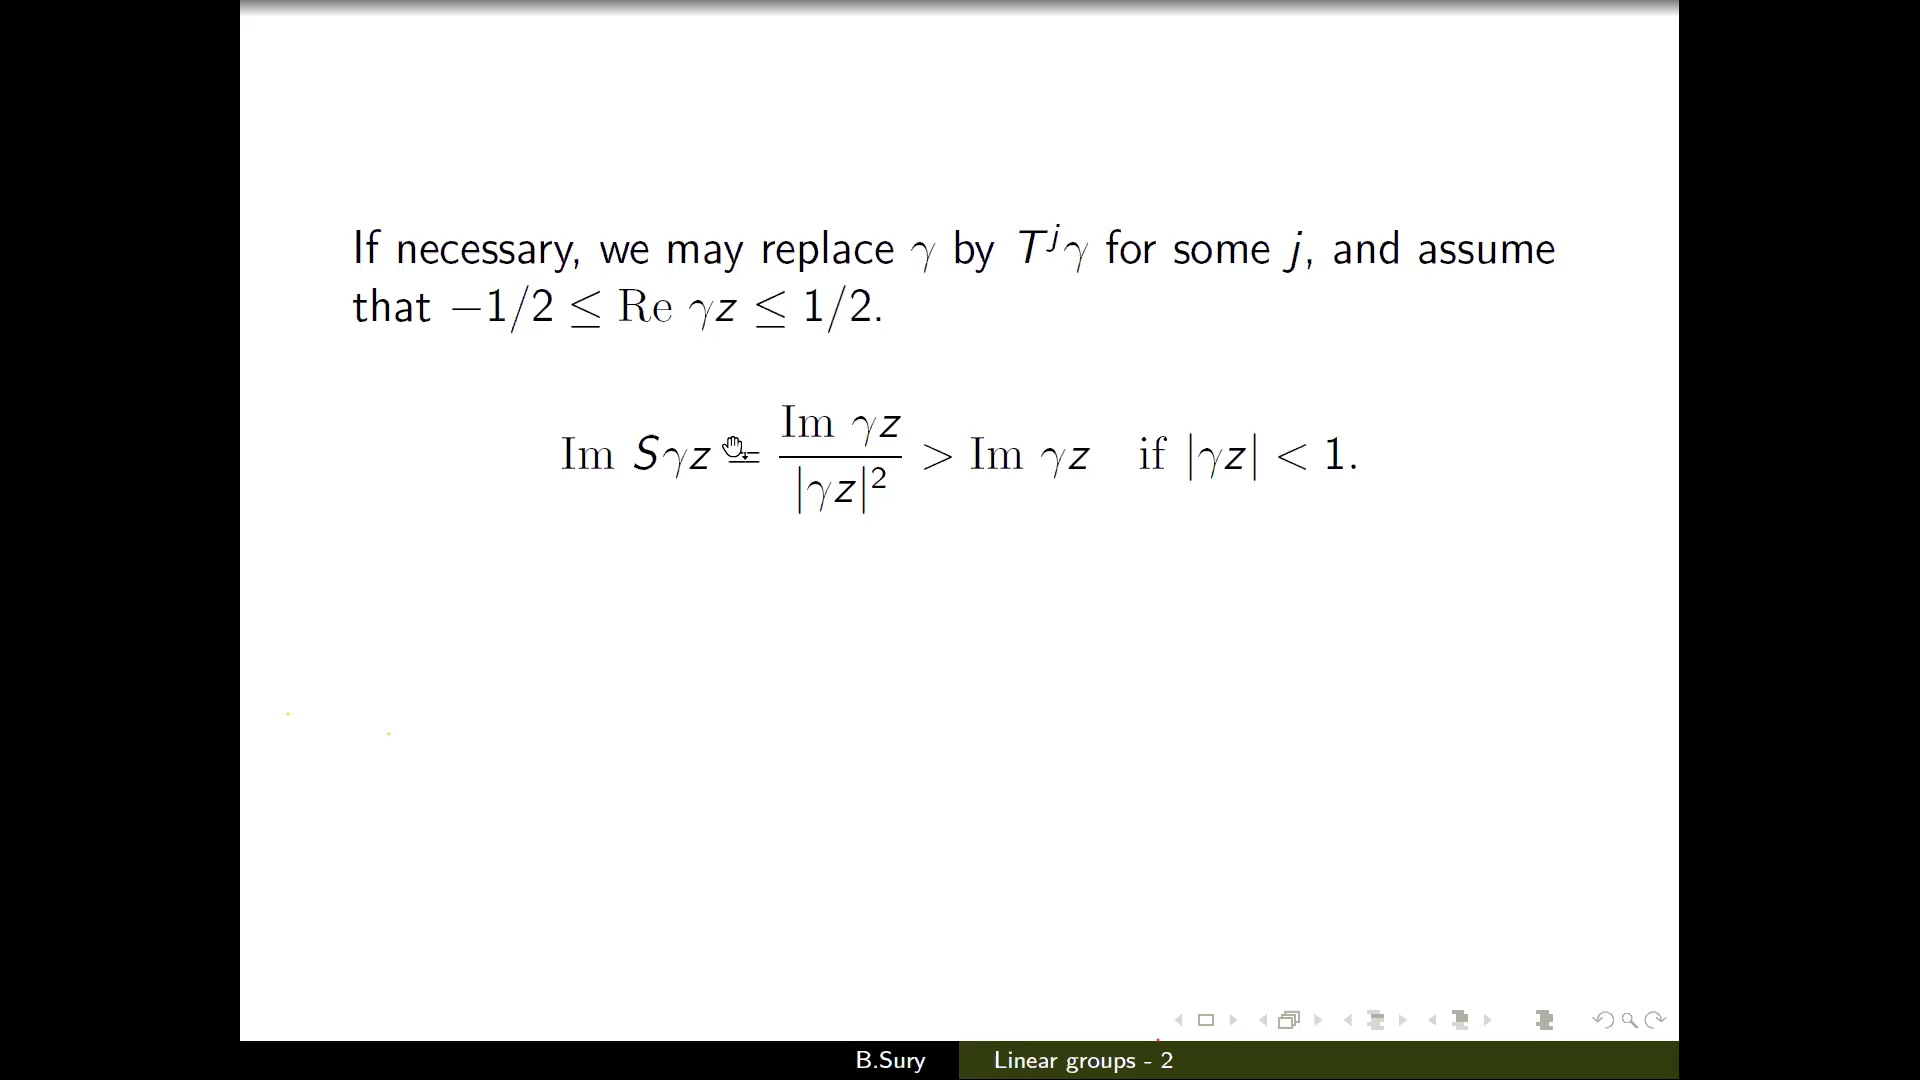 If necessary, we may replace γ by T^j γ for some j, and assume
that −1/2 ≤ Re γz ≤ 1/2.
Im Sγz = \frac{Im γz}{|γz|^2} > Im γz if |γz| < 1.
B.Sury Linear groups - 2